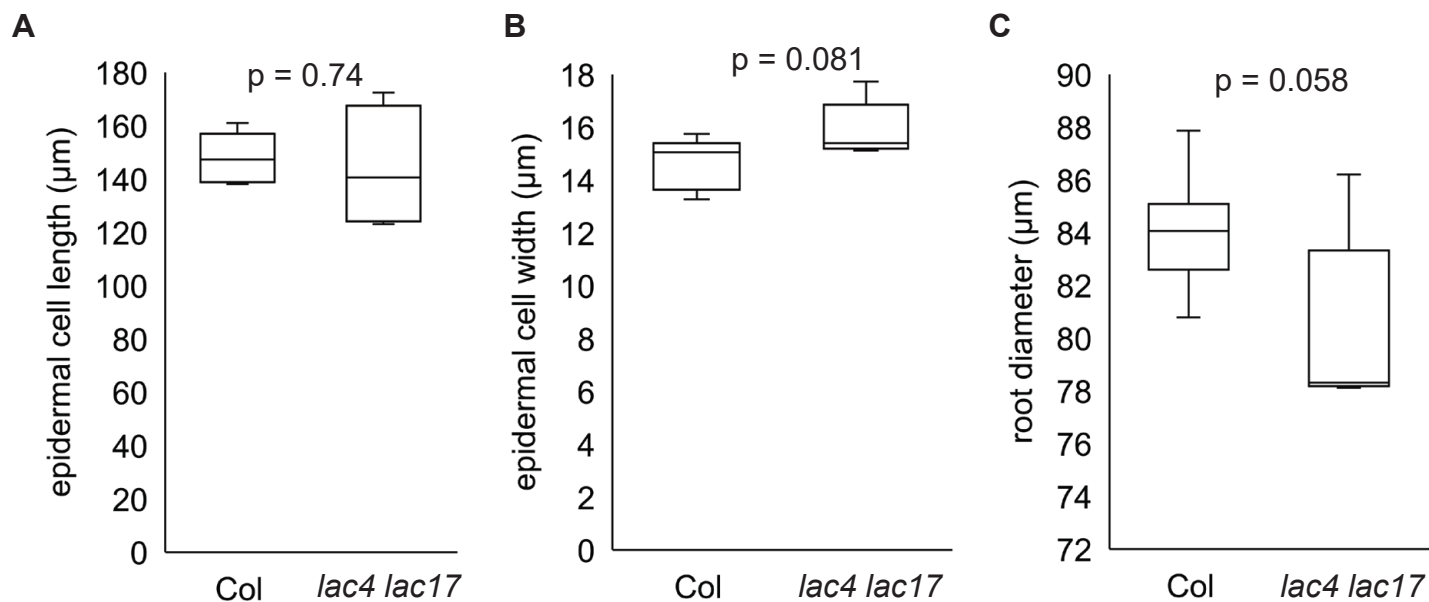 A
epidermal cell length (µm)
180
160
140
120
100
80
60
40
20
0
p = 0.74
Col
lac4 lac17
B
epidermal cell width (µm)
18
16
14
12
10
8
6
4
2
0
p = 0.081
Col
lac4 lac17
C
root diameter (µm)
90
88
86
84
82
80
78
76
74
72
p = 0.058
Col
lac4 lac17